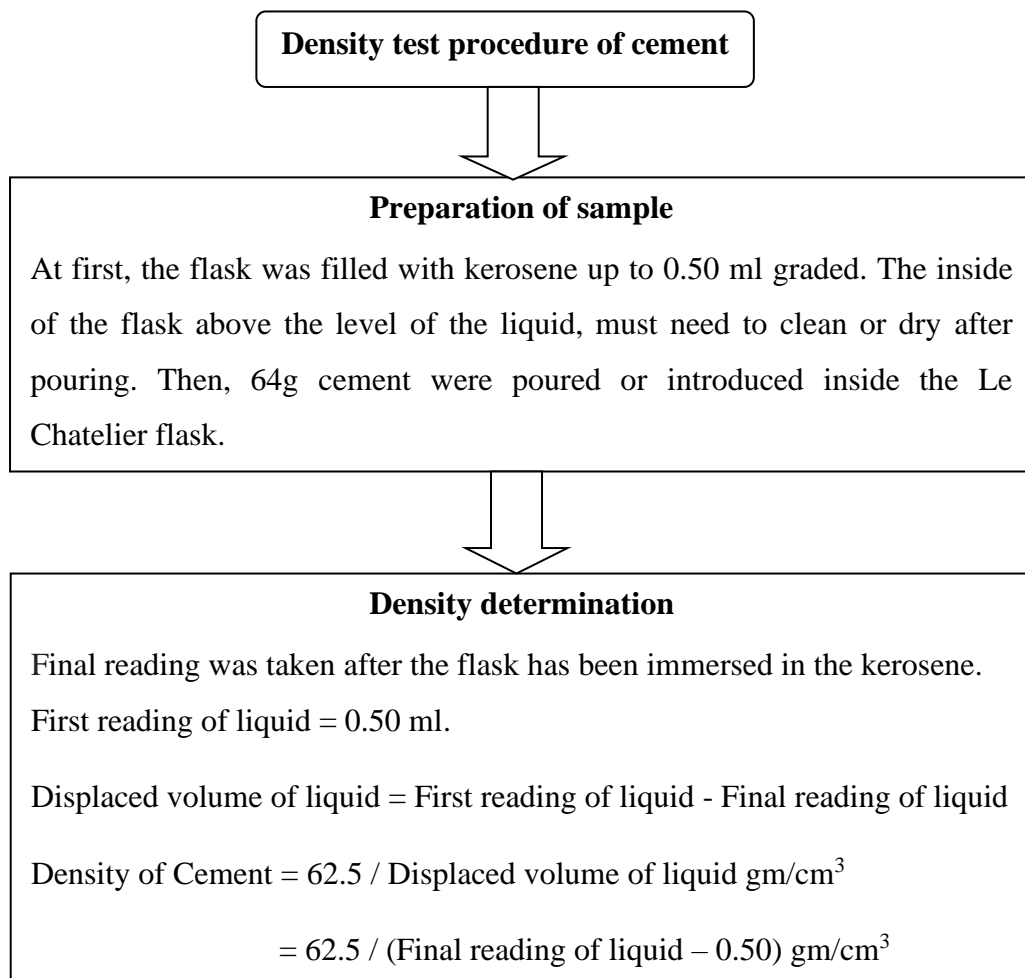 Density test procedure of cement
Preparation of sample
At first, the flask was filled with kerosene up to 0.50 ml graded. The inside
of the flask above the level of the liquid, must need to clean or dry after
pouring. Then, 64g cement were poured or introduced inside the Le
Chatelier flask.
Density determination
Final reading was taken after the flask has been immersed in the kerosene.
First reading of liquid = 0.50 ml.
Displaced volume of liquid = First reading of liquid - Final reading of liquid
Density of Cement = 62.5 / Displaced volume of liquid gm/cm³
= 62.5 / (Final reading of liquid – 0.50) gm/cm³